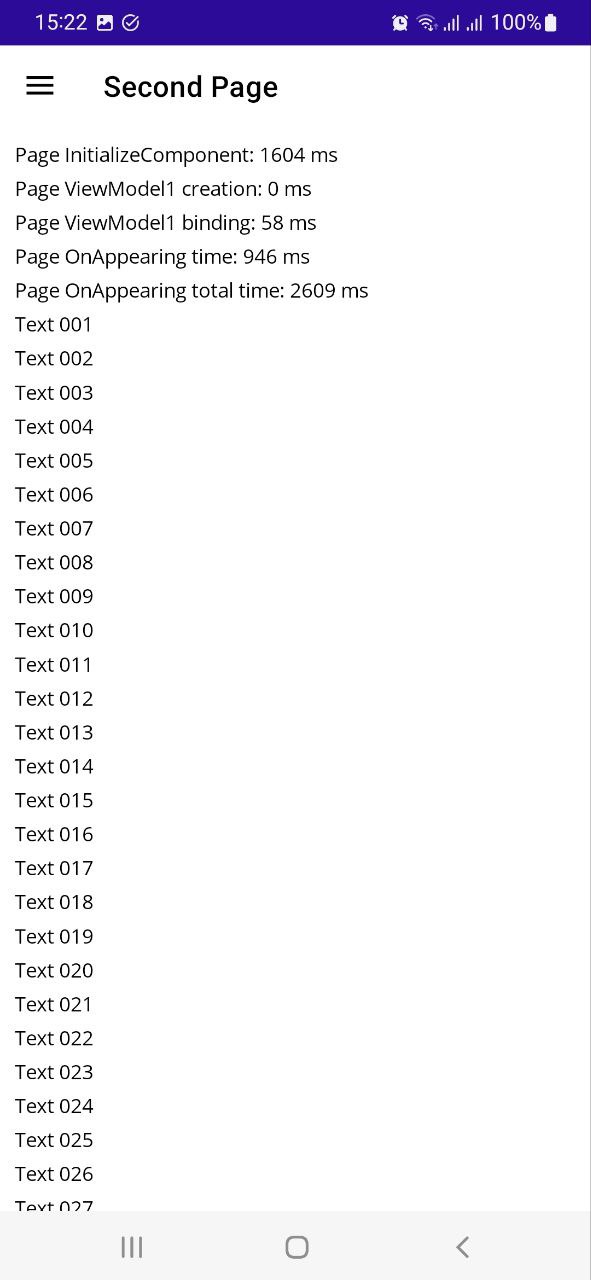 15:22 100%
Second Page
Page InitializeComponent: 1604 ms
Page ViewModel1 creation: 0 ms
Page ViewModel1 binding: 58 ms
Page OnAppearing time: 946 ms
Page OnAppearing total time: 2609 ms
Text 001
Text 002
Text 003
Text 004
Text 005
Text 006
Text 007
Text 008
Text 009
Text 010
Text 011
Text 012
Text 013
Text 014
Text 015
Text 016
Text 017
Text 018
Text 019
Text 020
Text 021
Text 022
Text 023
Text 024
Text 025
Text 026
Text 027